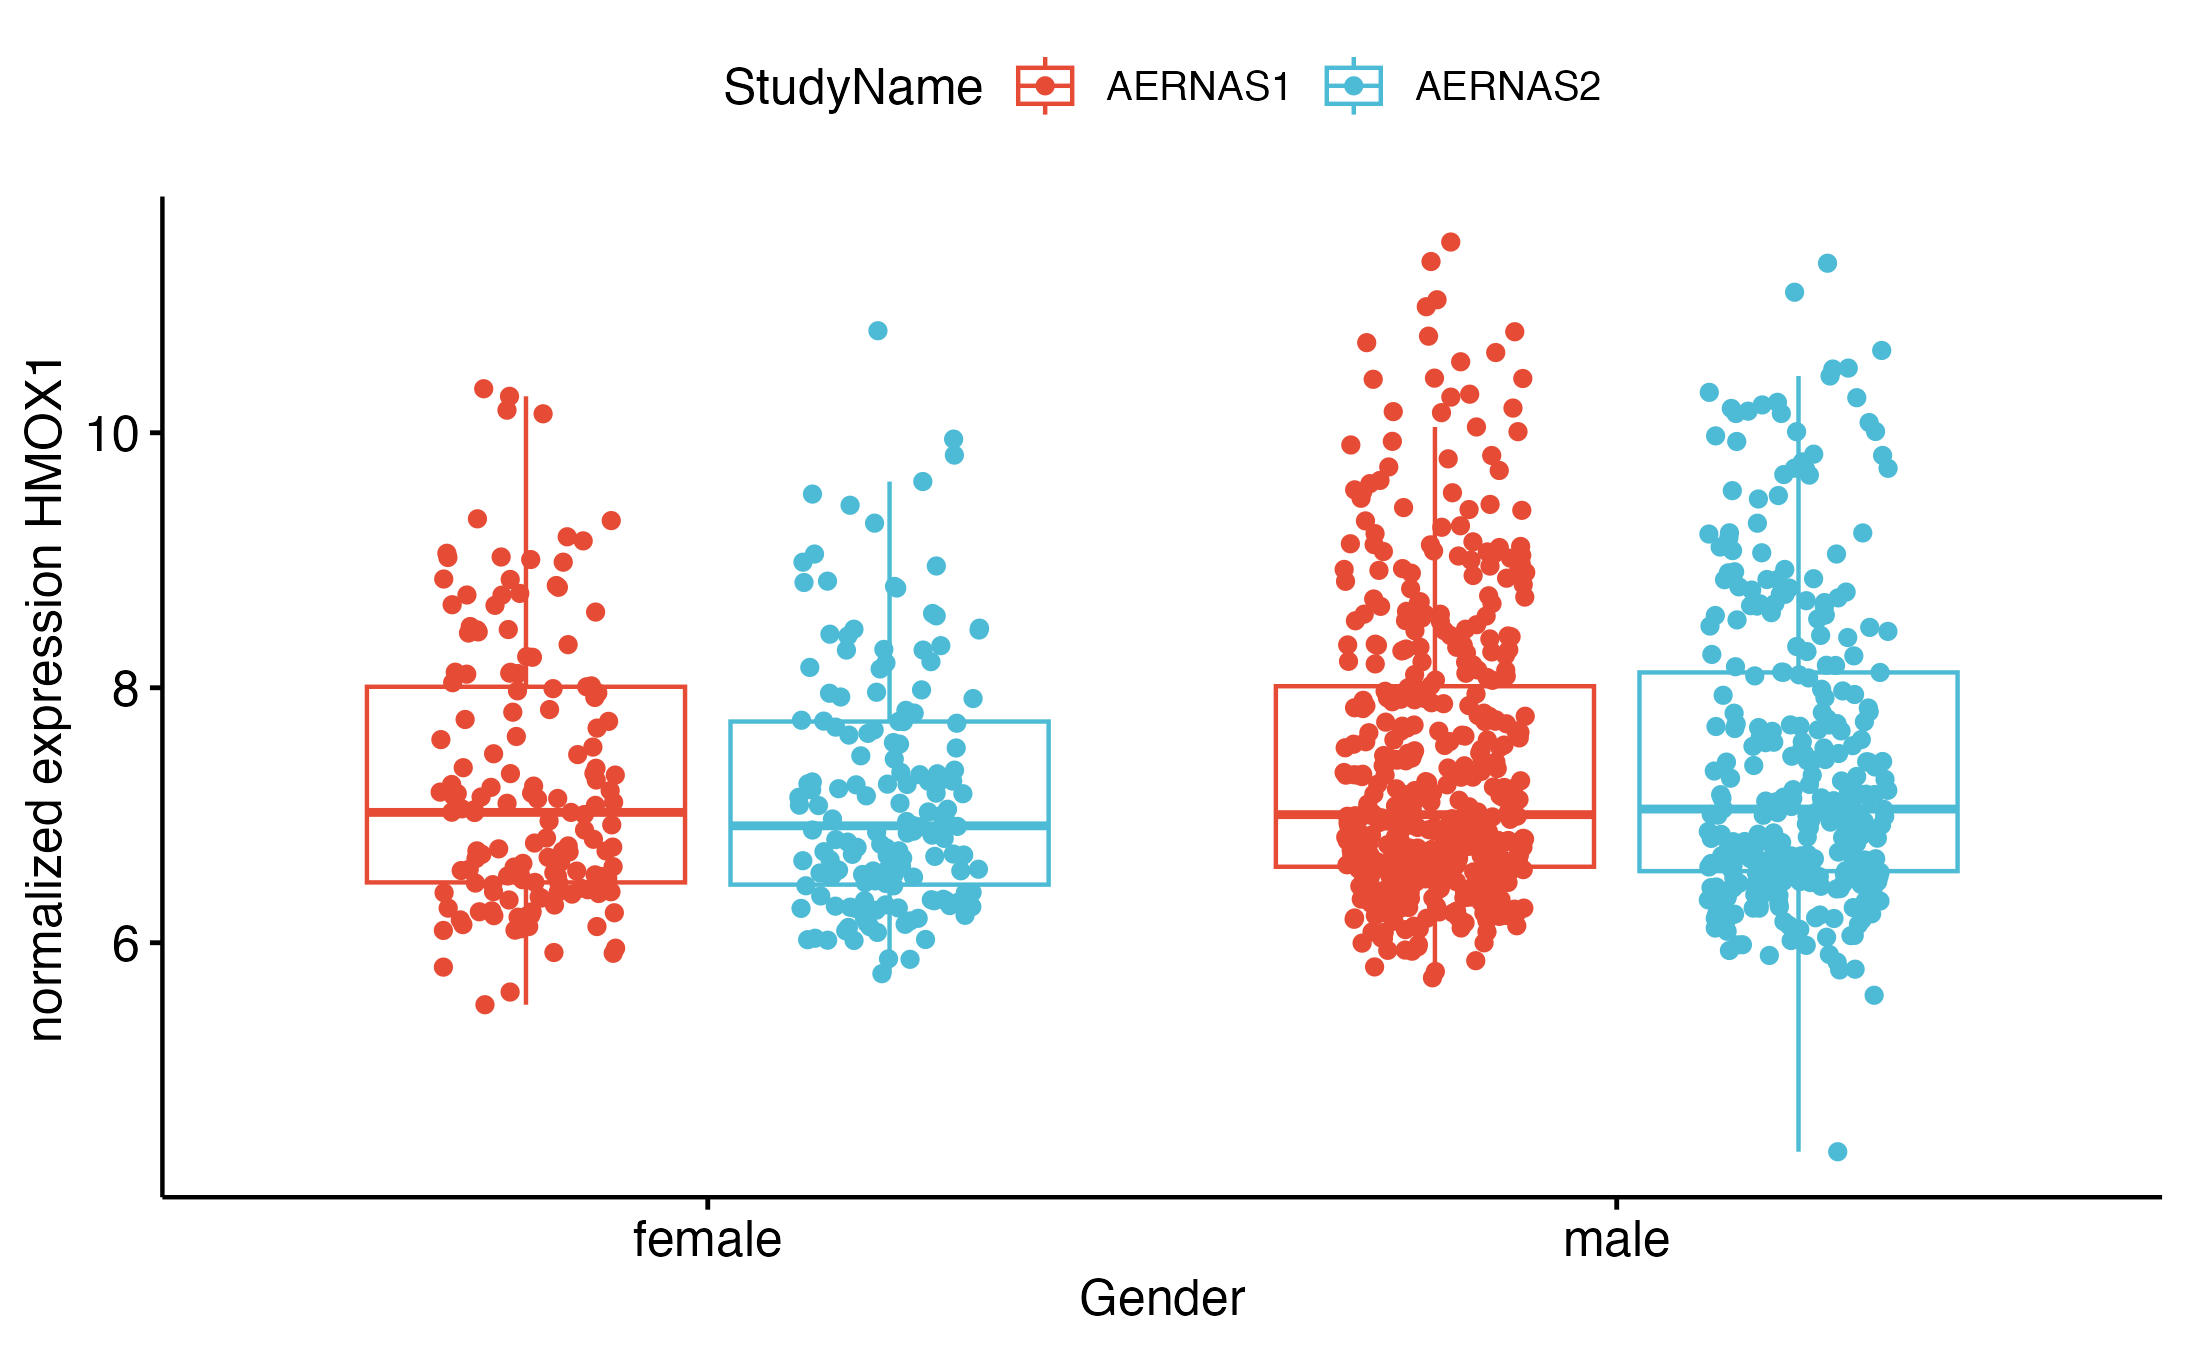 StudyName AERNAS1 AERNAS2
normalized expression HMOX1
10
8
6
female male
Gender